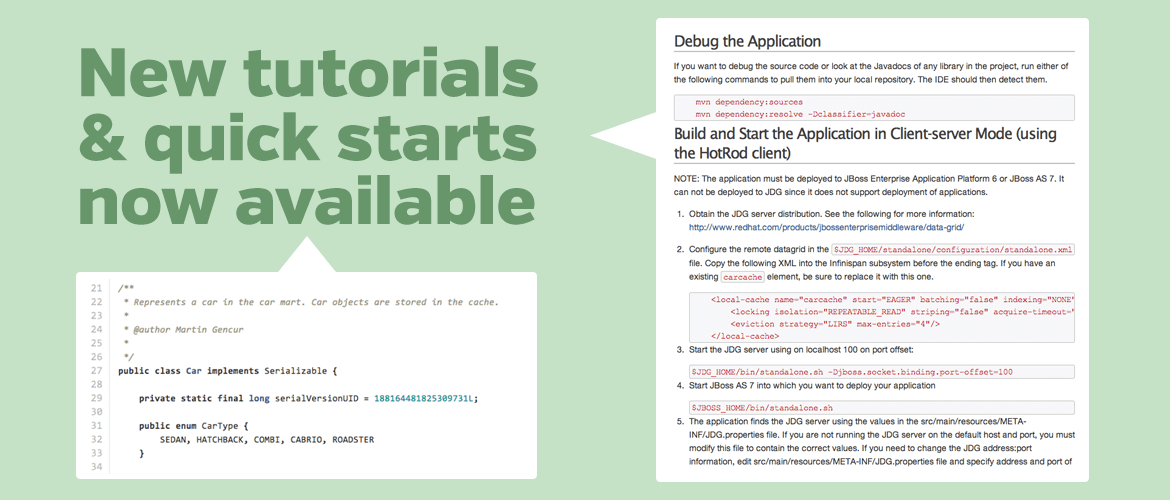 New tutorials
& quick starts
now available
21 /**
22 * Represents a car in the car mart. Car objects are stored in the cache.
23 *
24 * @author Martin Gencur
25 *
26 */
27 public class Car implements Serializable {
28
29 private static final long serialVersionUID = 188164481825309731L;
30
31 public enum CarType {
32 SEDAN, HATCHBACK, COMBI, CABRIO, ROADSTER
33 }
34
Debug the Application
If you want to debug the source code or look at the Javadocs of any library in the project, run either of
the following commands to pull them into your local repository. The IDE should then detect them.
mvn dependency:sources
mvn dependency:resolve -Dclassifier=javadoc
Build and Start the Application in Client-server Mode (using
the HotRod client)
NOTE: The application must be deployed to JBoss Enterprise Application Platform 6 or JBoss AS 7. It
can not be deployed to JDG since it does not support deployment of applications.
1. Obtain the JDG server distribution. See the following for more information:
http://www.redhat.com/products/jbossenterprisemiddleware/data-grid/
2. Configure the remote datagrid in the $JDG_HOME/standalone/configuration/standalone.xml
file. Copy the following XML into the Infinispan subsystem before the ending tag. If you have an
existing carcache element, be sure to replace it with this one.
<local-cache name="carcache" start="EAGER" batching="false" indexing="NONE"
<locking isolation="REPEATABLE_READ" striping="false" acquire-timeout="
<eviction strategy="LIRS" max-entries="4"/>
</local-cache>
3. Start the JDG server using on localhost 100 on port offset:
$JDG_HOME/bin/standalone.sh -Djboss.socket.binding.port-offset=100
4. Start JBoss AS 7 into which you want to deploy your application
$JBOSS_HOME/bin/standalone.sh
5. The application finds the JDG server using the values in the src/main/resources/META-
INF/JDG.properties file. If you are not running the JDG server on the default host and port, you must
modify this file to contain the correct values. If you need to change the JDG address:port
information, edit src/main/resources/META-INF/JDG.properties file and specify address and port of